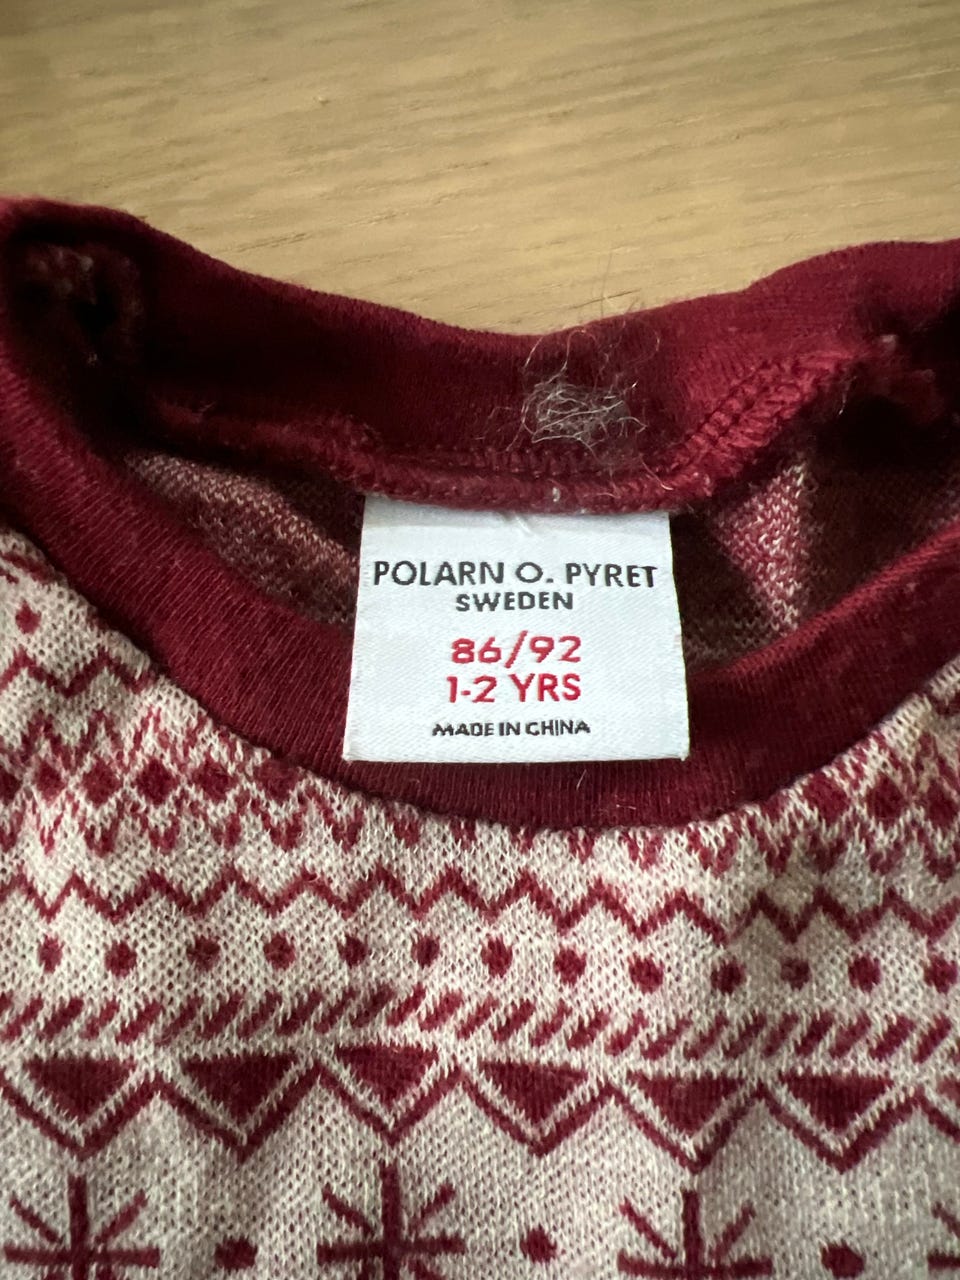 POLARN O. PYRET
SWEDEN
86/92
1-2 YRS
MADE IN CHINA